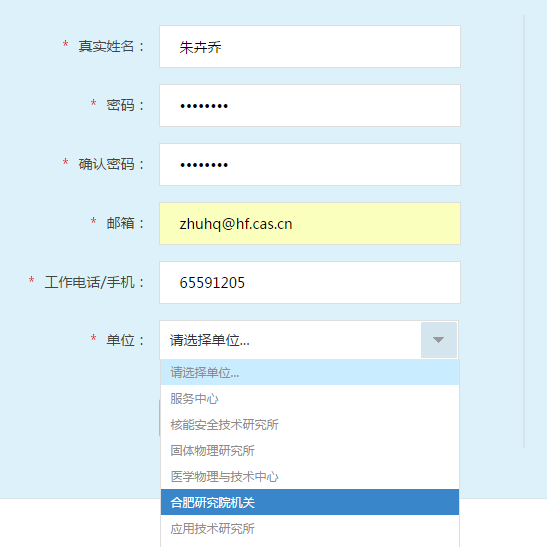 * 真实姓名： 朱卉乔
* 密码： ••••••••
* 确认密码： ••••••••
* 邮箱： zhuhq@hf.cas.cn
* 工作电话/手机： 65591205
* 单位： 请选择单位...
请选择单位...
服务中心
核能安全技术研究所
固体物理研究所
医学物理与技术中心
合肥研究院机关
应用技术研究所